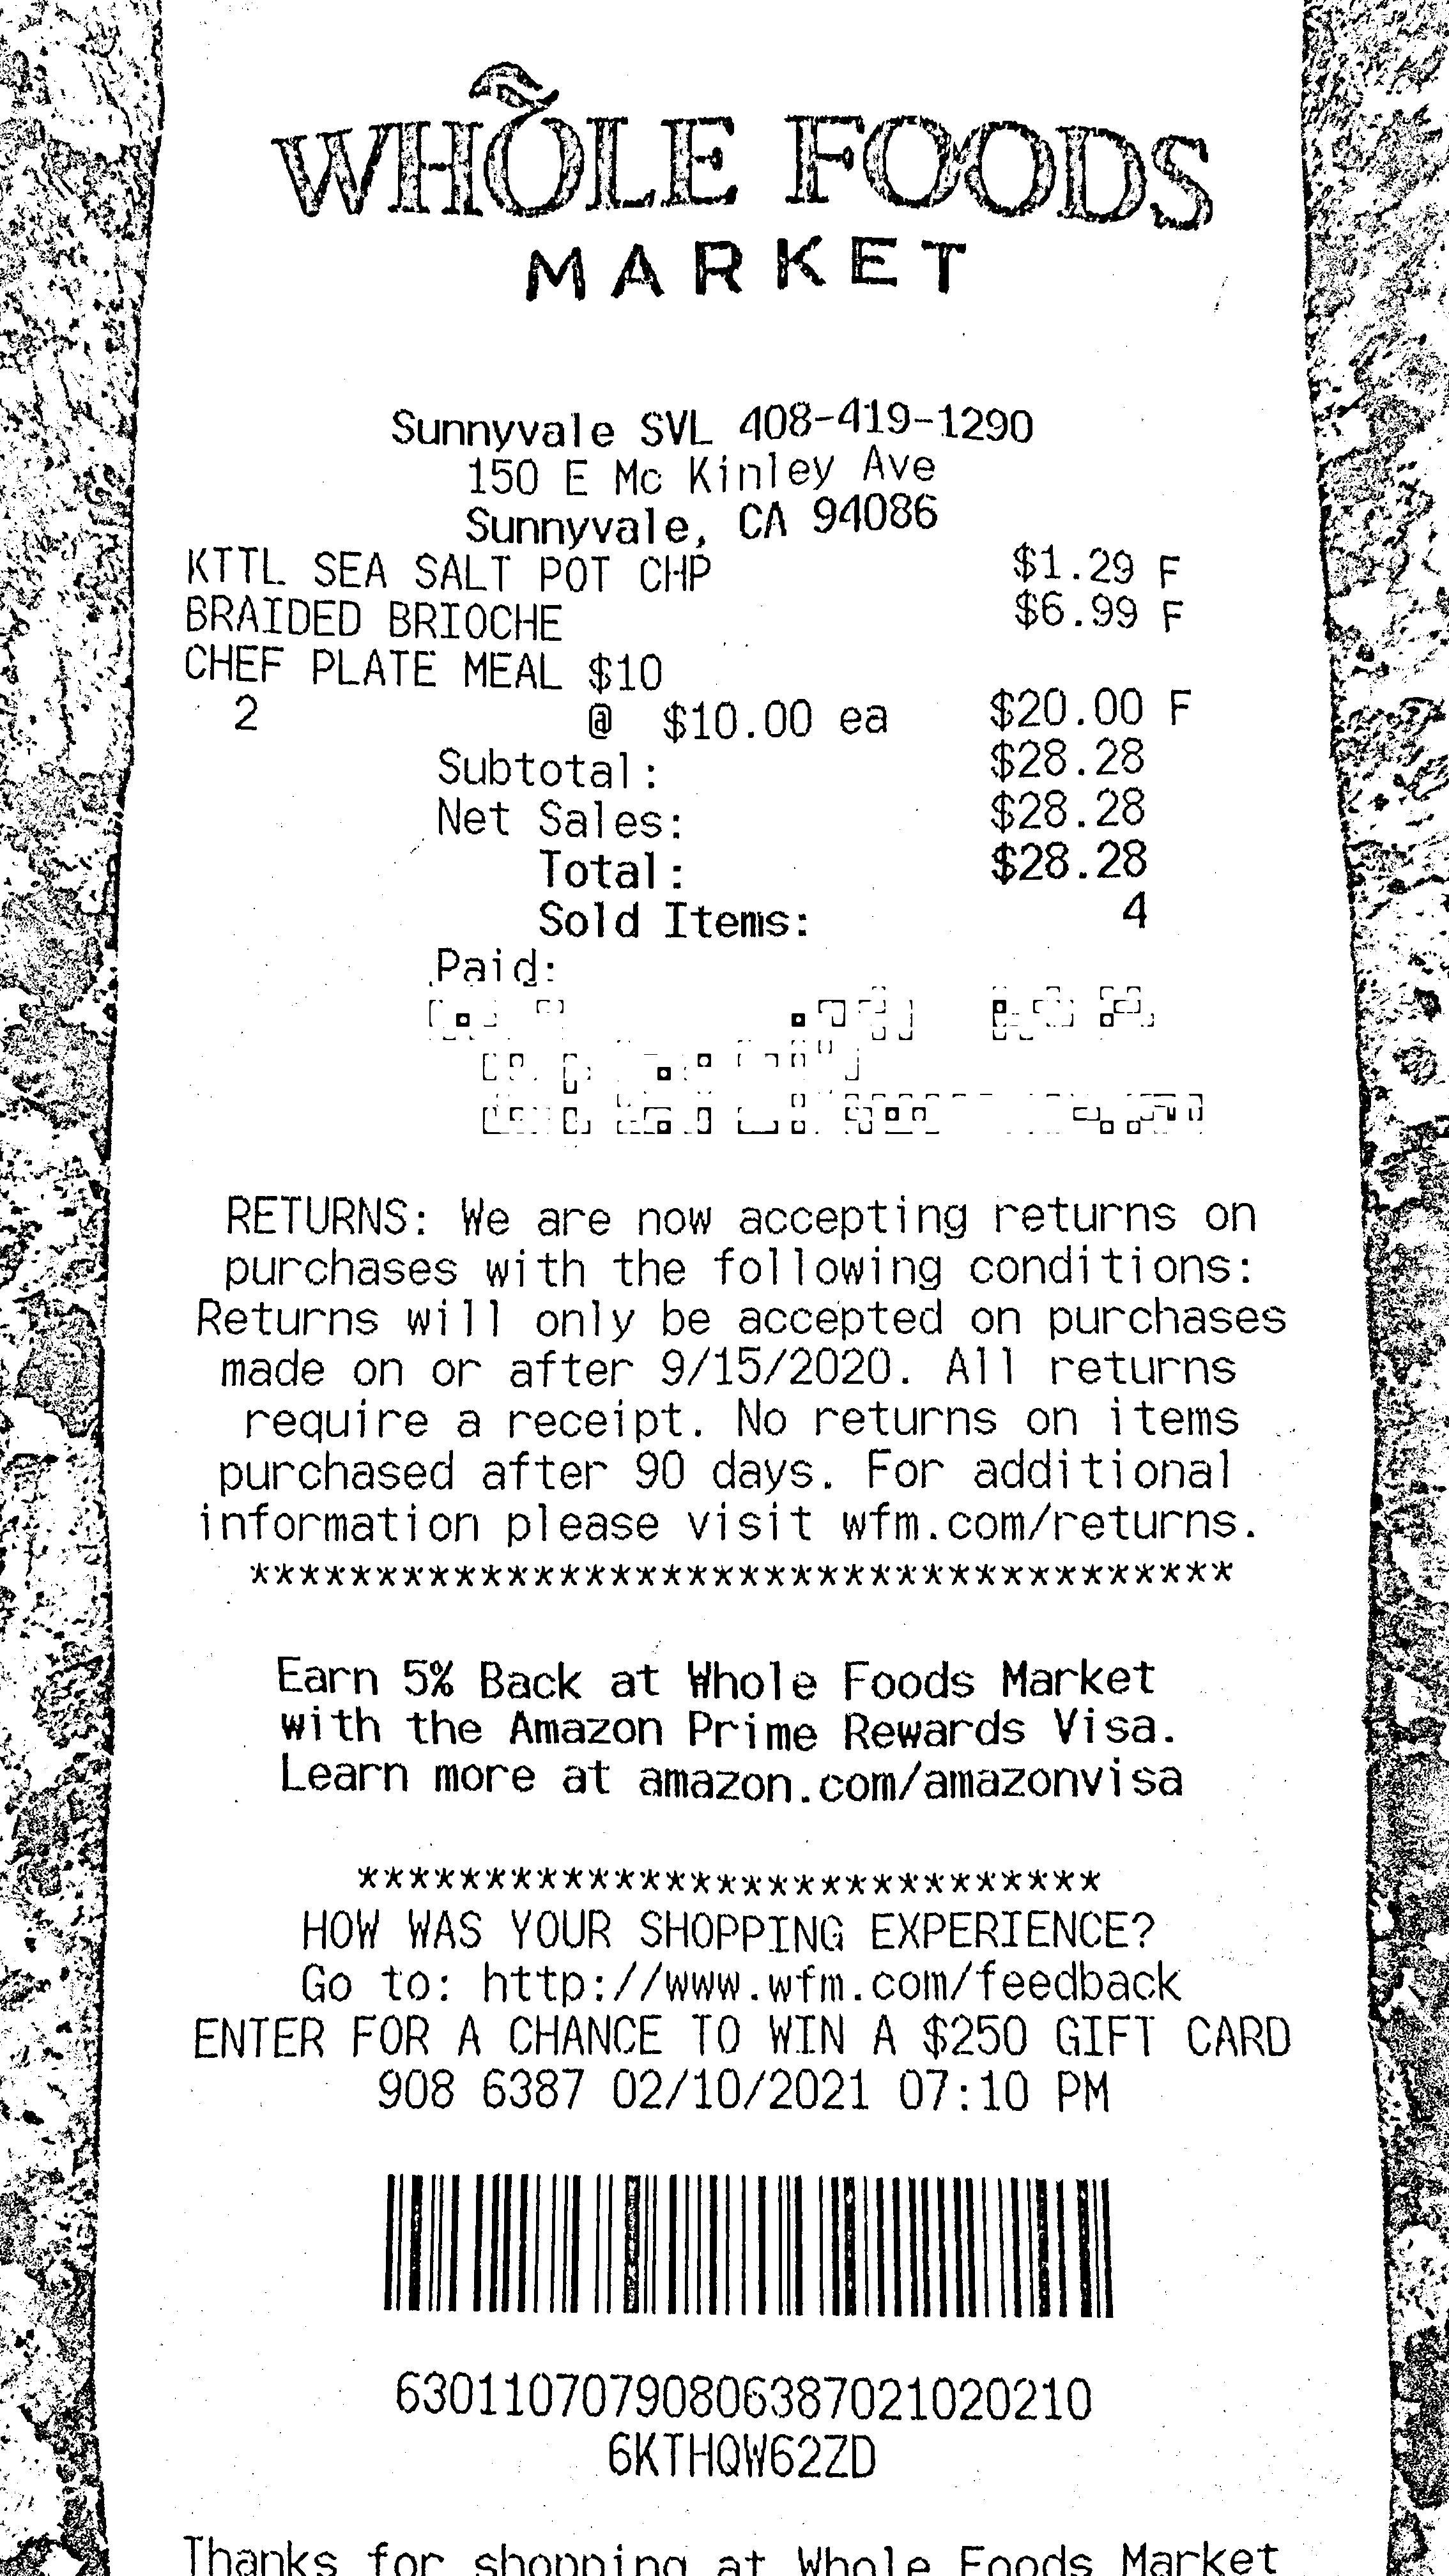 WHOLE FOODS
MARKET
Sunnyvale SVL 408-419-1290
150 E Mc Kinley Ave
Sunnyvale, CA 94086
KTTL SEA SALT POT CHP $1.29 F
BRAIDED BRIOCHE $6.99 F
CHEF PLATE MEAL $10
2 @ $10.00 ea $20.00 F
Subtotal: $28.28
Net Sales: $28.28
Total: $28.28
Sold Items: 4
Paid:
RETURNS: We are now accepting returns on
purchases with the following conditions:
Returns will only be accepted on purchases
made on or after 9/15/2020. All returns
require a receipt. No returns on items
purchased after 90 days. For additional
information please visit wfm.com/returns.
***************************************
Earn 5% Back at Whole Foods Market
with the Amazon Prime Rewards Visa.
Learn more at amazon.com/amazonvisa
*****************************
HOW WAS YOUR SHOPPING EXPERIENCE?
Go to: http://www.wfm.com/feedback
ENTER FOR A CHANCE TO WIN A $250 GIFT CARD
908 6387 02/10/2021 07:10 PM
63011070790806387021020210
6KTHQW62ZD
Thanks for shopping at Whole Foods Market